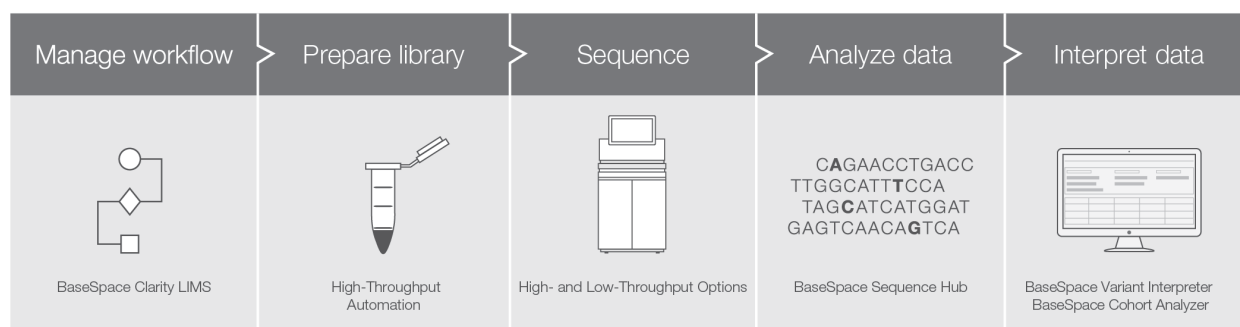 Manage workflow
Prepare library
Sequence
Analyze data
Interpret data
CAGAACCTGACC
TTGGCATTTCCA
TAGCATCATGGAT
GAGTCAACAGTCA
BaseSpace Clarity LIMS
High-Throughput
Automation
High- and Low-Throughput Options
BaseSpace Sequence Hub
BaseSpace Variant Interpreter
BaseSpace Cohort Analyzer